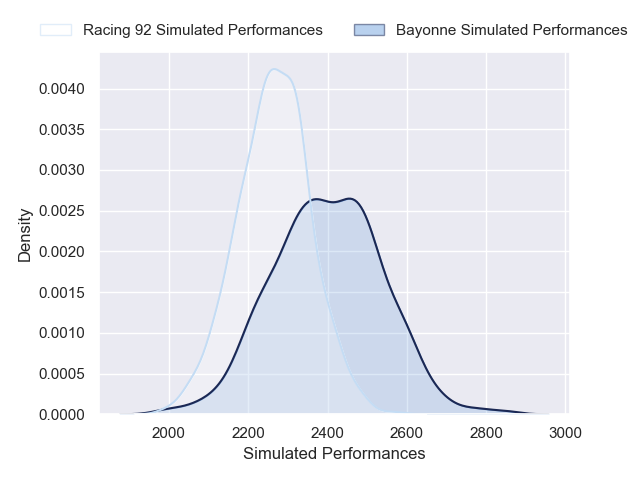 Racing 92 Simulated Performances Bayonne Simulated Performances
0.0040
0.0035
0.0030
0.0025
0.0020
0.0015
0.0010
0.0005
0.0000
Density
2000 2200 2400 2600 2800 3000
Simulated Performances